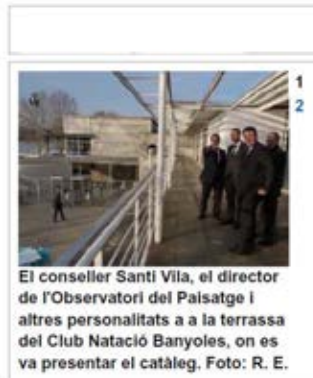 1
2
El conseller Santi Vila, el director
de l'Observatori del Paisatge i
altres personalitats a a la terrassa
del Club Natació Banyoles, on es
va presentar el catàleg. Foto: R. E.